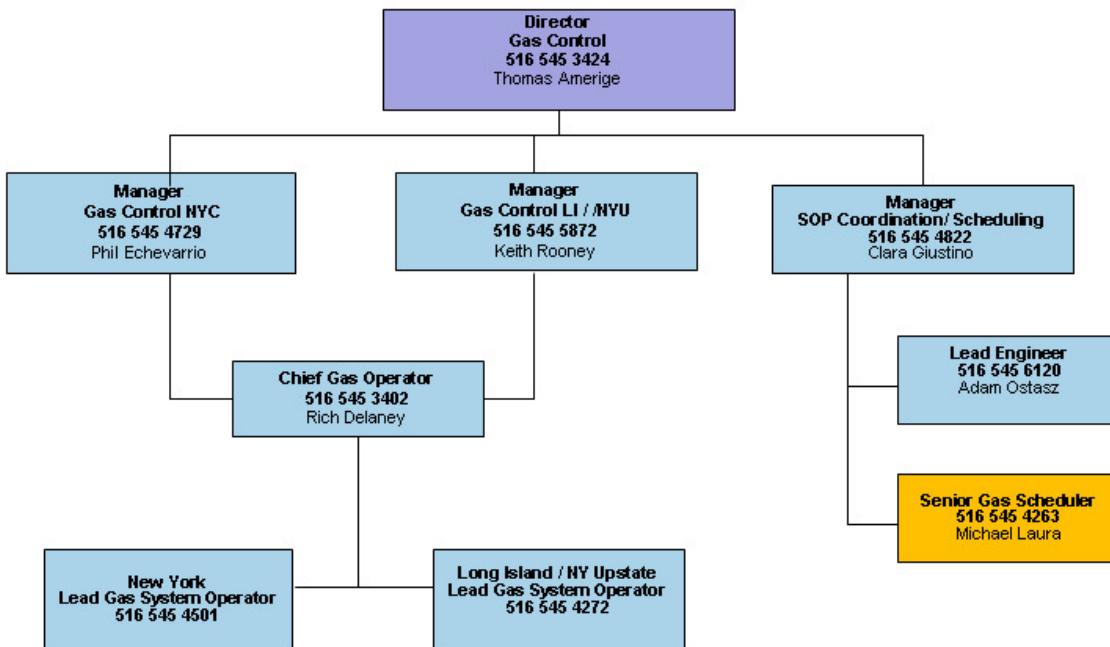 Director
Gas Control
516 545 3424
Thomas Amerige
Manager
Gas Control NYC
516 545 4729
Phil Echevarrio
Manager
Gas Control LI / /NYU
516 545 5872
Keith Rooney
Manager
SOP Coordination/ Scheduling
516 545 4822
Clara Giustino
Chief Gas Operator
516 545 3402
Rich Delaney
Lead Engineer
516 545 6120
Adam Ostasz
Senior Gas Scheduler
516 545 4263
Michael Laura
New York
Lead Gas System Operator
516 545 4501
Long Island / NY Upstate
Lead Gas System Operator
516 545 4272